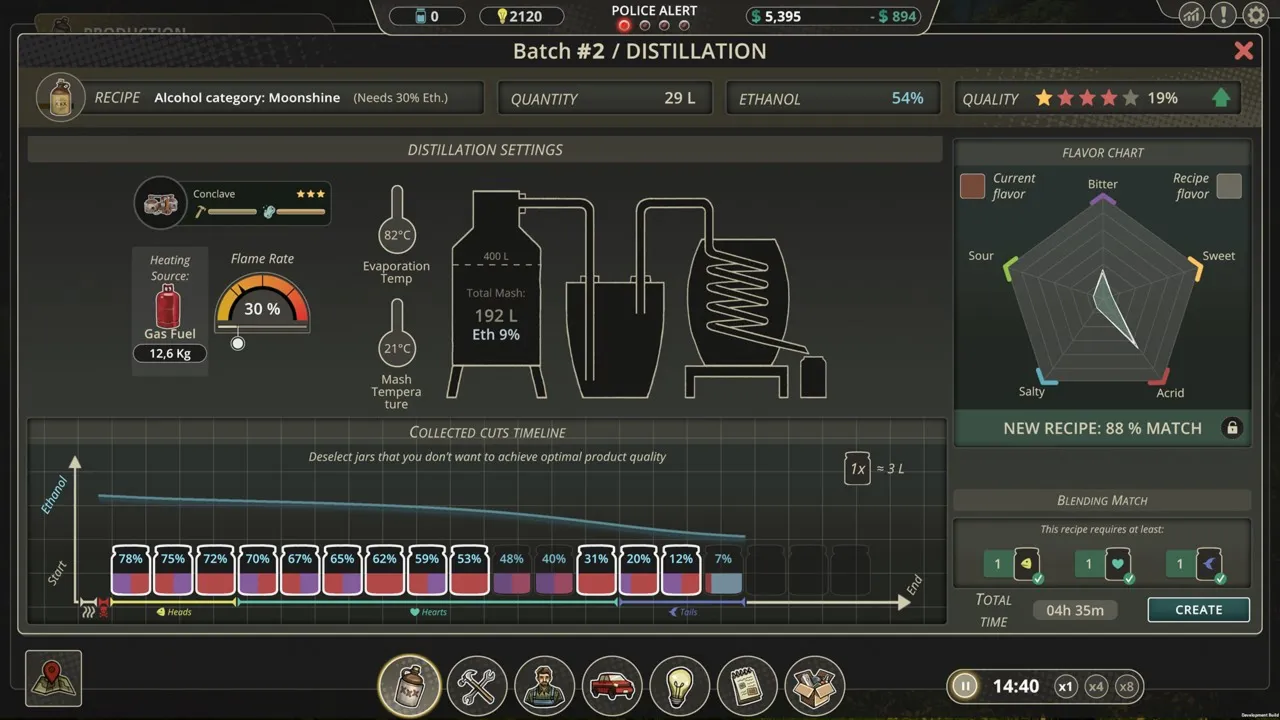 PRODUCTION
0
2120
POLICE ALERT
$ 5,395
- $ 894
Batch #2 / DISTILLATION
RECIPE
Alcohol category: Moonshine
(Needs 30% Eth.)
QUANTITY
29 L
ETHANOL
54%
QUALITY
19%
DISTILLATION SETTINGS
Conclave
Heating
Source:
Gas Fuel
12,6 Kg
Flame Rate
30 %
82°C
Evaporation
Temp
21°C
Mash
Tempera
ture
400 L
Total Mash:
192 L
Eth 9%
FLAVOR CHART
Current
flavor
Recipe
flavor
Bitter
Sweet
Acrid
Salty
Sour
NEW RECIPE: 88 % MATCH
COLLECTED CUTS TIMELINE
Deselect jars that you don't want to achieve optimal product quality
1x ≈ 3 L
Ethanol
Start
78% 75% 72% 70% 67% 65% 62% 59% 53% 48% 40% 31% 20% 12% 7%
Heads
Hearts
Tails
End
BLENDING MATCH
This recipe requires at least:
1 1 1
TOTAL
TIME
04h 35m
CREATE
14:40
x1 x4 x8
Development Build